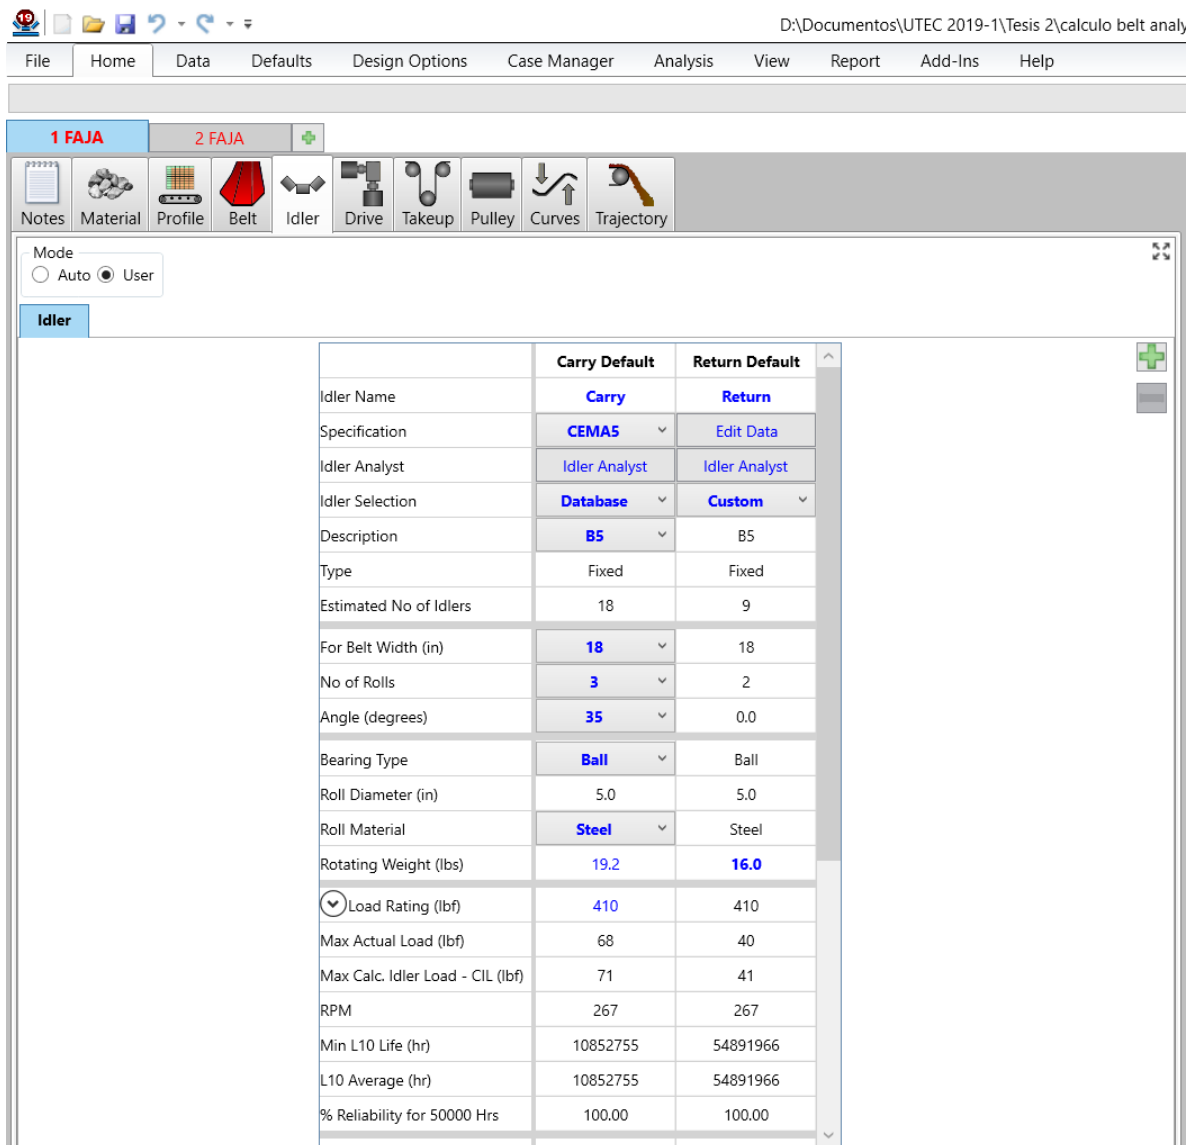 19
D:\Documentos\UTEC 2019-1\Tesis 2\calculo belt analy
File Home Data Defaults Design Options Case Manager Analysis View Report Add-Ins Help
1 FAJA 2 FAJA
Notes Material Profile Belt Idler Drive Takeup Pulley Curves Trajectory
Mode
Auto User
Idler
Carry Default Return Default
Idler Name Carry Return
Specification CEMA5 Edit Data
Idler Analyst Idler Analyst Idler Analyst
Idler Selection Database Custom
Description B5 B5
Type Fixed Fixed
Estimated No of Idlers 18 9
For Belt Width (in) 18 18
No of Rolls 3 2
Angle (degrees) 35 0.0
Bearing Type Ball Ball
Roll Diameter (in) 5.0 5.0
Roll Material Steel Steel
Rotating Weight (lbs) 19.2 16.0
Load Rating (lbf) 410 410
Max Actual Load (lbf) 68 40
Max Calc. Idler Load - CIL (lbf) 71 41
RPM 267 267
Min L10 Life (hr) 10852755 54891966
L10 Average (hr) 10852755 54891966
% Reliability for 50000 Hrs 100.00 100.00